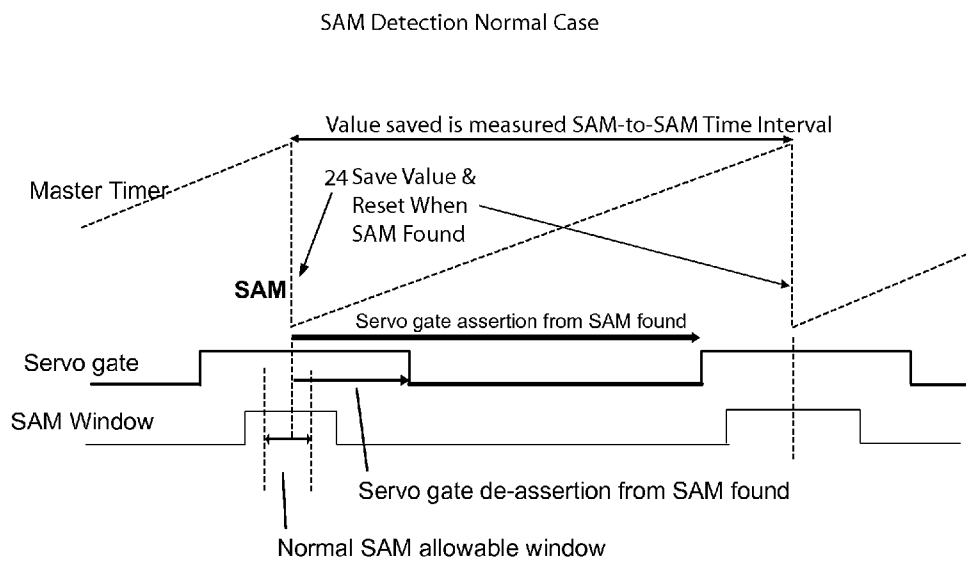 SAM Detection Normal Case
Value saved is measured SAM-to-SAM Time Interval
Master Timer
24 Save Value &
Reset When
SAM Found
SAM
Servo gate assertion from SAM found
Servo gate
SAM Window
Servo gate de-assertion from SAM found
Normal SAM allowable window